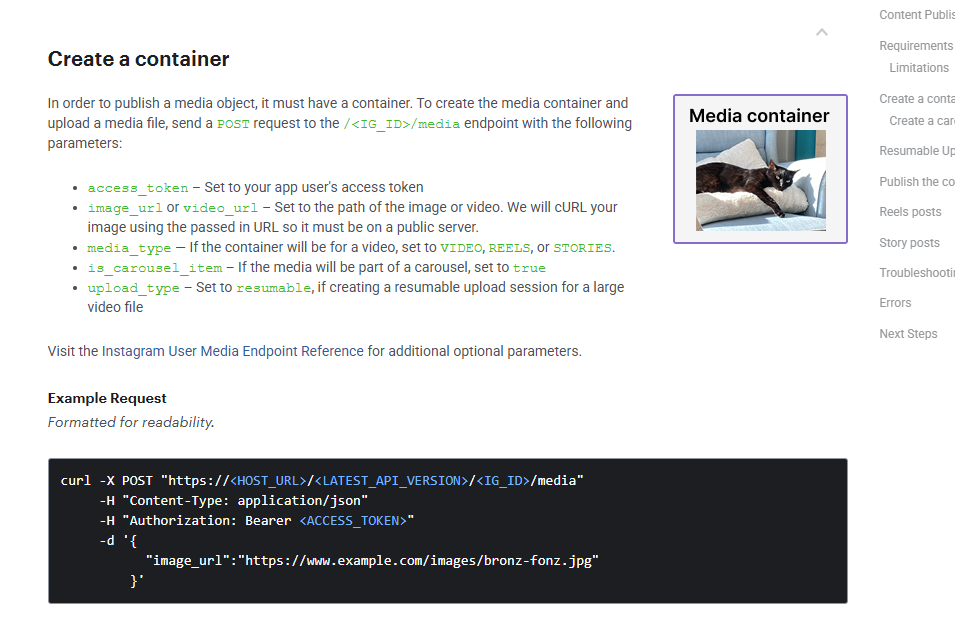 Create a container
In order to publish a media object, it must have a container. To create the media container and
upload a media file, send a POST request to the /<IG_ID>/media endpoint with the following
parameters:
access_token – Set to your app user's access token
image_url or video_url – Set to the path of the image or video. We will cURL your
image using the passed in URL so it must be on a public server.
media_type — If the container will be for a video, set to VIDEO, REELS, or STORIES.
is_carousel_item – If the media will be part of a carousel, set to true
upload_type – Set to resumable, if creating a resumable upload session for a large
video file
Media container
Visit the Instagram User Media Endpoint Reference for additional optional parameters.
Example Request
Formatted for readability.
curl -X POST "https://<HOST_URL>/<LATEST_API_VERSION>/<IG_ID>/media"
-H "Content-Type: application/json"
-H "Authorization: Bearer <ACCESS_TOKEN>"
-d '{
"image_url":"https://www.example.com/images/bronz-fonz.jpg"
}'
Content Publis
Requirements
Limitations
Create a conta
Create a car
Resumable Up
Publish the co
Reels posts
Story posts
Troubleshooti
Errors
Next Steps